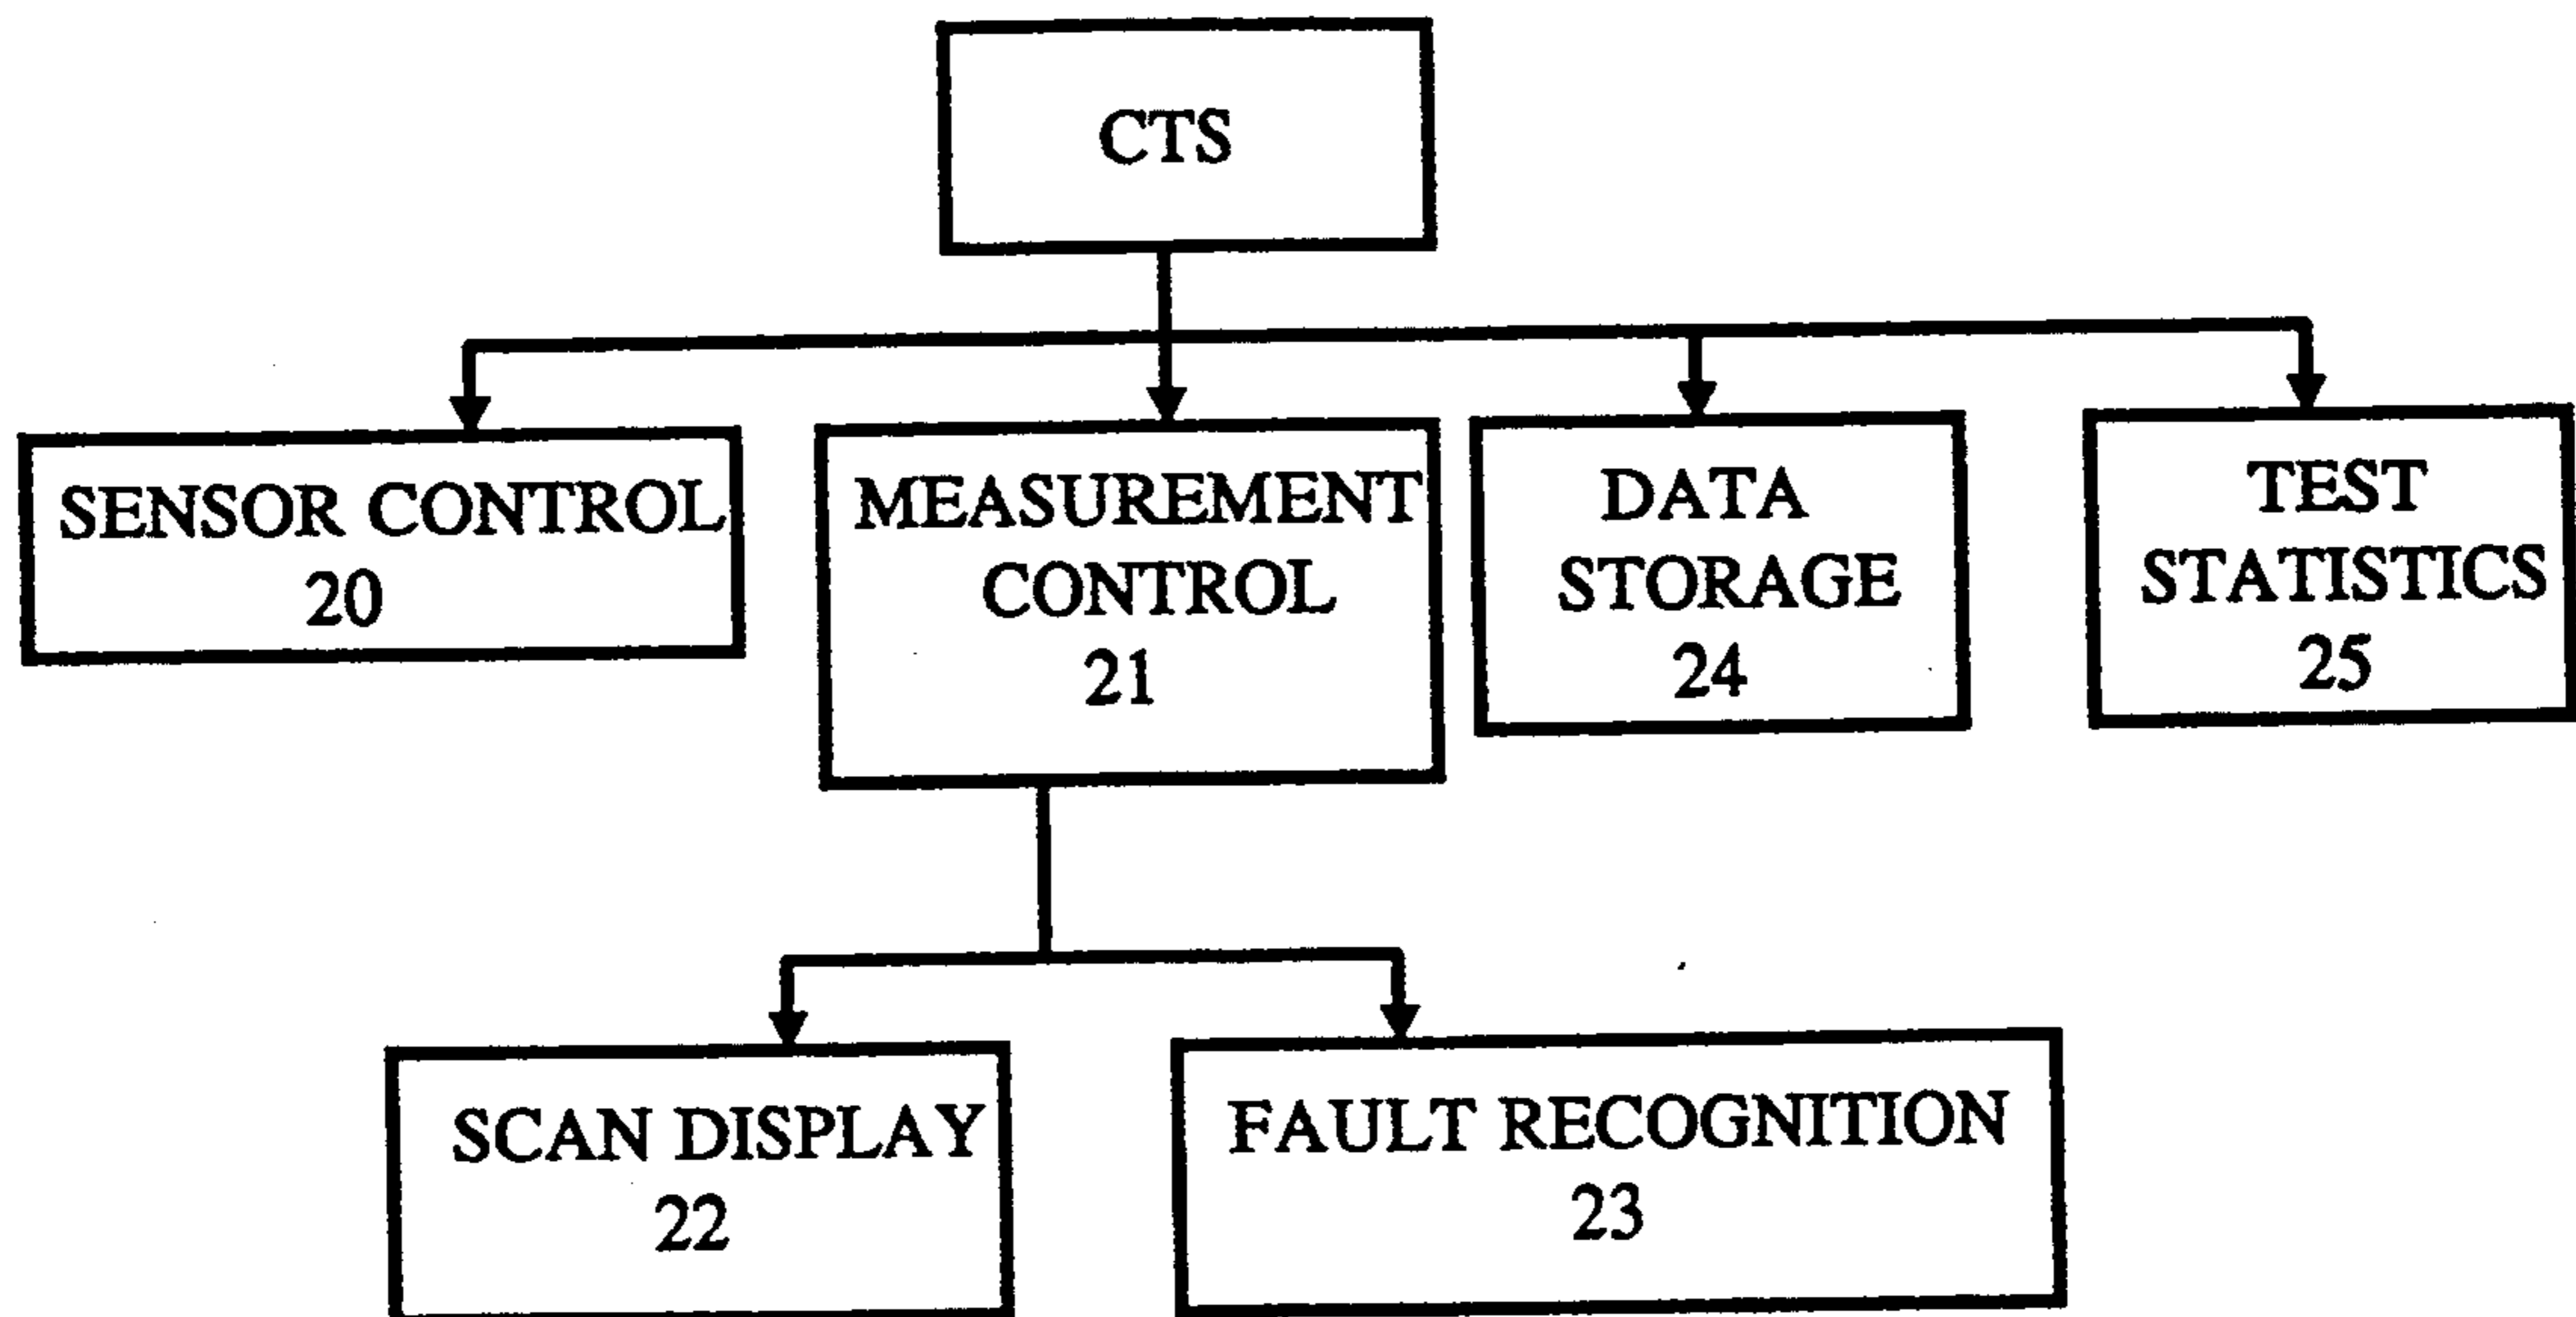 CTS
SENSOR CONTROL
20
MEASUREMENT
CONTROL
21
DATA
STORAGE
24
TEST
STATISTICS
25
SCAN DISPLAY
22
FAULT RECOGNITION
23